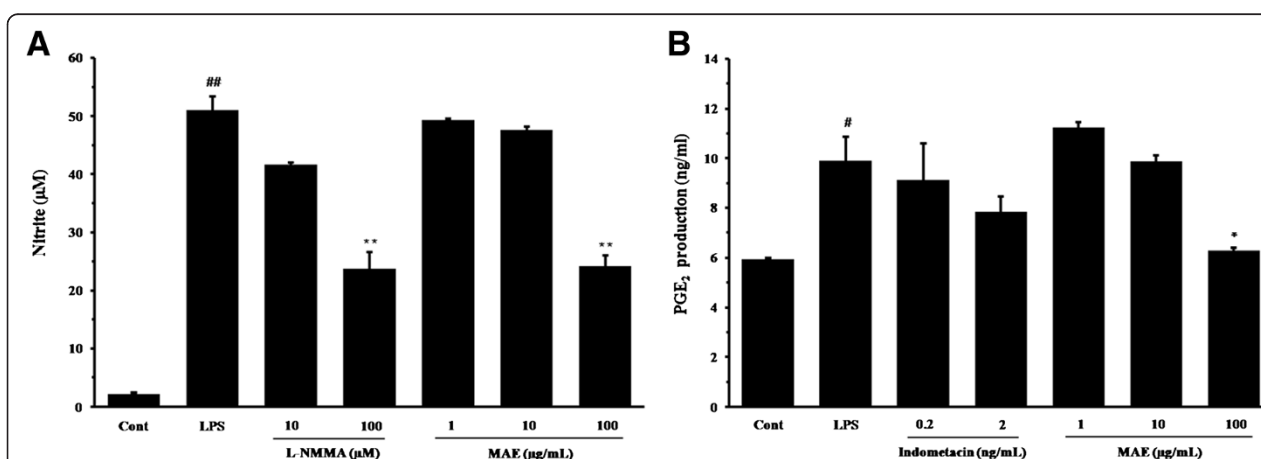 A
Nitrite (μM)
60
50
40
30
20
10
0
##
**
**
Cont LPS 10 100 1 10 100
L-NMMA (μM) MAE (μg/mL)
B
PGE2 production (ng/ml)
14
12
10
8
6
4
2
0
#
*
Cont LPS 0.2 2 1 10 100
Indometacin (ng/mL) MAE (μg/mL)